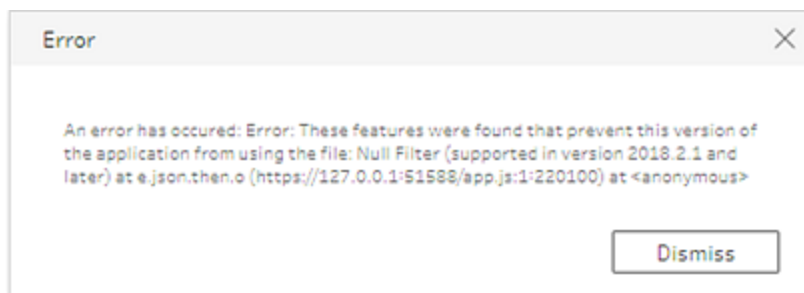 Error
An error has occured: Error: These features were found that prevent this version of
the application from using the file: Null Filter (supported in version 2018.2.1 and
later) at e.json.then.o (https://127.0.0.1:51588/app.js:1:220100) at <anonymous>
Dismiss